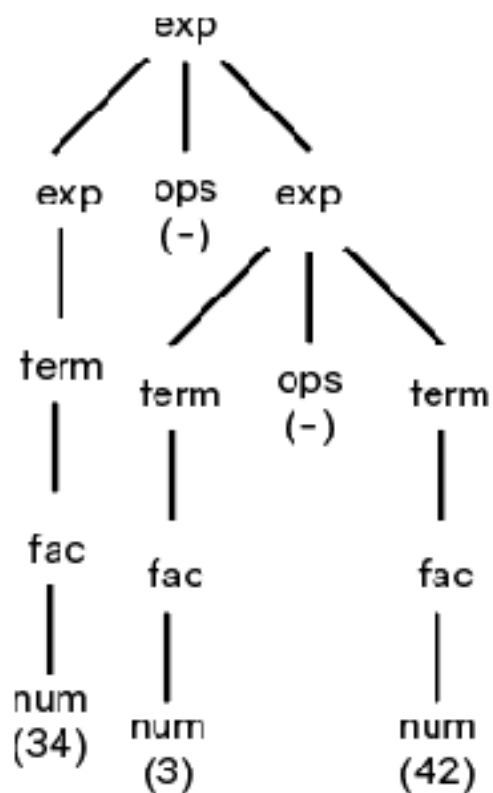 exp
exp ops exp
(-)
term term ops term
(-)
fac fac fac
num num num
(34) (3) (42)